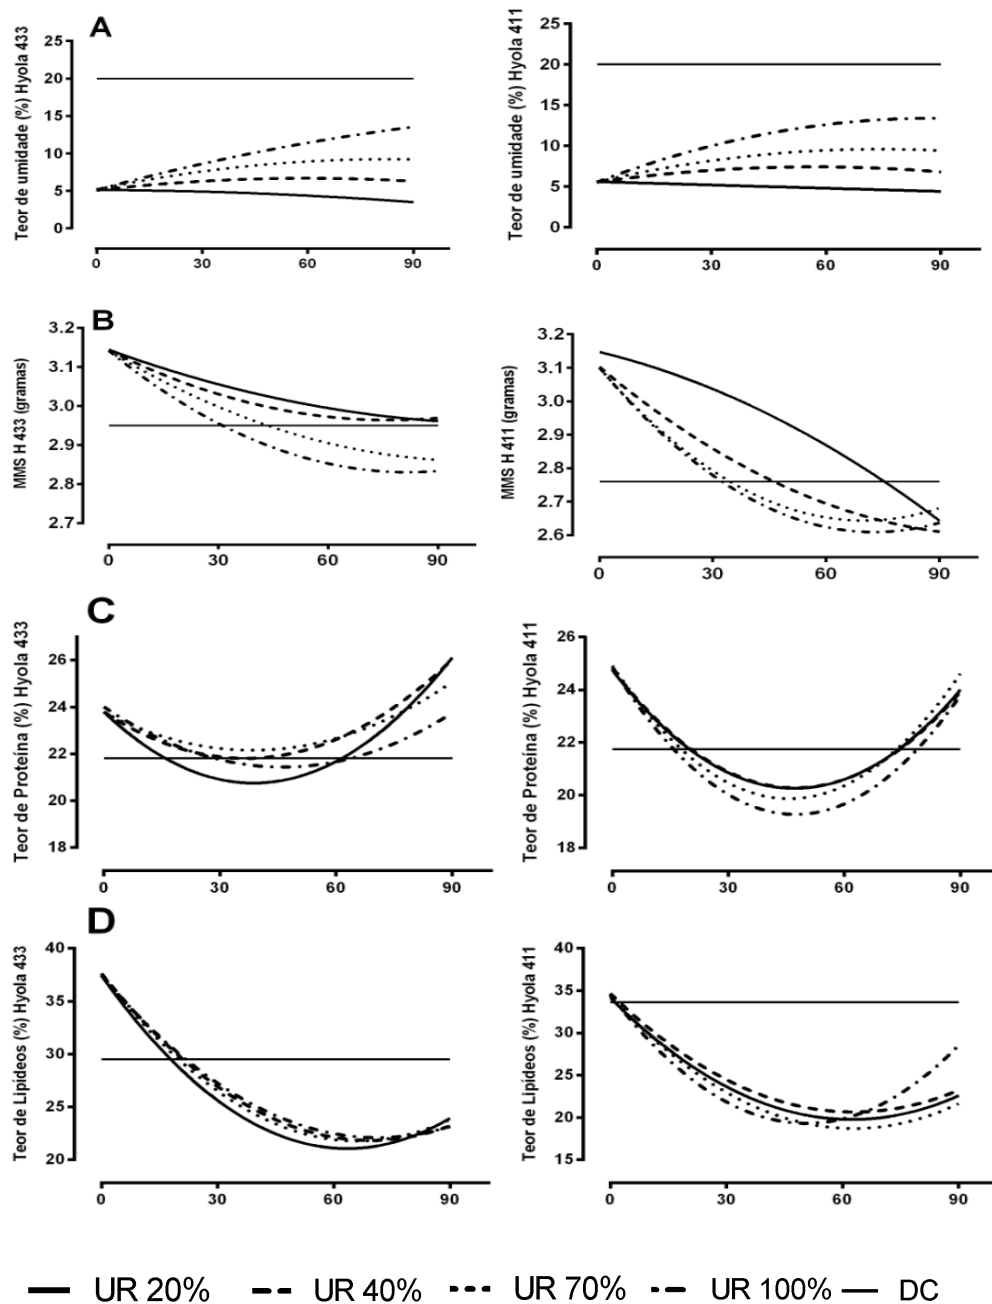 A
Teor de umidade (%) Hyola 433
25
20
15
10
5
0
0 30 60 90
Teor de umidade (%) Hyola 411
25
20
15
10
5
0
0 30 60 90
B
MMS H 433 (gramas)
3.2
3.1
3.0
2.9
2.8
2.7
0 30 60 90
MMS H 411 (gramas)
3.2
3.1
3.0
2.9
2.8
2.7
2.6
0 30 60 90
C
Teor de Proteína (%) Hyola 433
26
24
22
20
18
0 30 60 90
Teor de Proteína (%) Hyola 411
26
24
22
20
18
0 30 60 90
D
Teor de Lipídeos (%) Hyola 433
40
35
30
25
20
0 30 60 90
Teor de Lipídeos (%) Hyola 411
40
35
30
25
20
15
0 30 60 90
UR 20% UR 40% UR 70% UR 100% DC